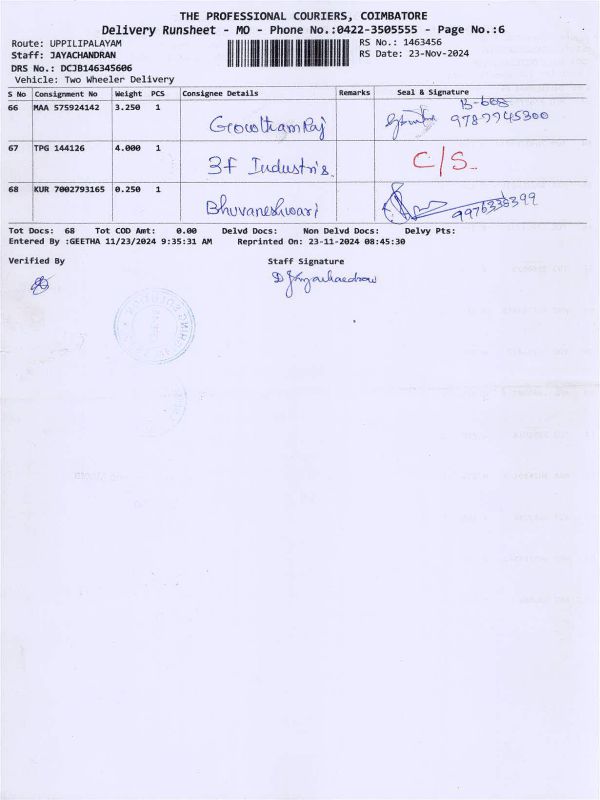 THE PROFESSIONAL COURIERS, COIMBATORE
Delivery Runsheet - MO - Phone No.:0422-3505555 - Page No.:6
Route: UPPILIPALAYAM RS No.: 1463456
Staff: JAYACHANDRAN RS Date: 23-Nov-2024
DRS No.: DCJB146345606
Vehicle: Two Wheeler Delivery
S No Consignment No Weight PCS Consignee Details Remarks Seal & Signature
66 MAA 575924142 3.250 1 Gowtham Raj B-608
9787745300
67 TPG 144126 4.000 1 3f Industri's. C/S
68 KUR 7002793165 0.250 1 Bhuvaneshwari
Tot Docs: 68 Tot COD Amt: 0.00 Delvd Docs: Non Delvd Docs: Delvy Pts:
Entered By :GEETHA 11/23/2024 9:35:31 AM Reprinted On: 23-11-2024 08:45:30
Verified By Staff Signature